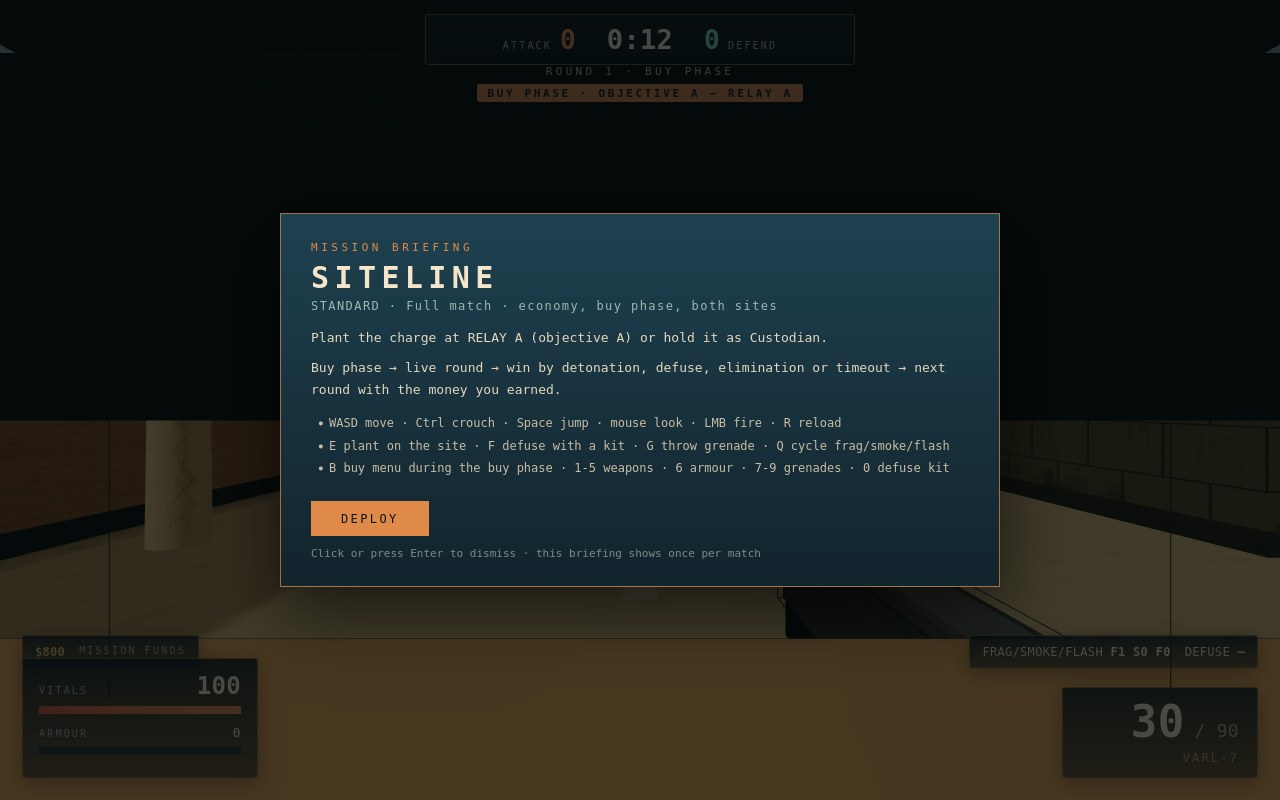 ATTACK 0 0:12 0 DEFEND
ROUND 1 · BUY PHASE
BUY PHASE · OBJECTIVE A — RELAY A
MISSION BRIEFING
SITELINE
STANDARD · Full match · economy, buy phase, both sites
Plant the charge at RELAY A (objective A) or hold it as Custodian.
Buy phase → live round → win by detonation, defuse, elimination or timeout → next
round with the money you earned.
• WASD move · Ctrl crouch · Space jump · mouse look · LMB fire · R reload
• E plant on the site · F defuse with a kit · G throw grenade · Q cycle frag/smoke/flash
• B buy menu during the buy phase · 1-5 weapons · 6 armour · 7-9 grenades · 0 defuse kit
DEPLOY
Click or press Enter to dismiss · this briefing shows once per match
$800 MISSION FUNDS
VITALS 100
ARMOUR 0
FRAG/SMOKE/FLASH F1 S0 F0 DEFUSE —
30 / 90
VARL-7